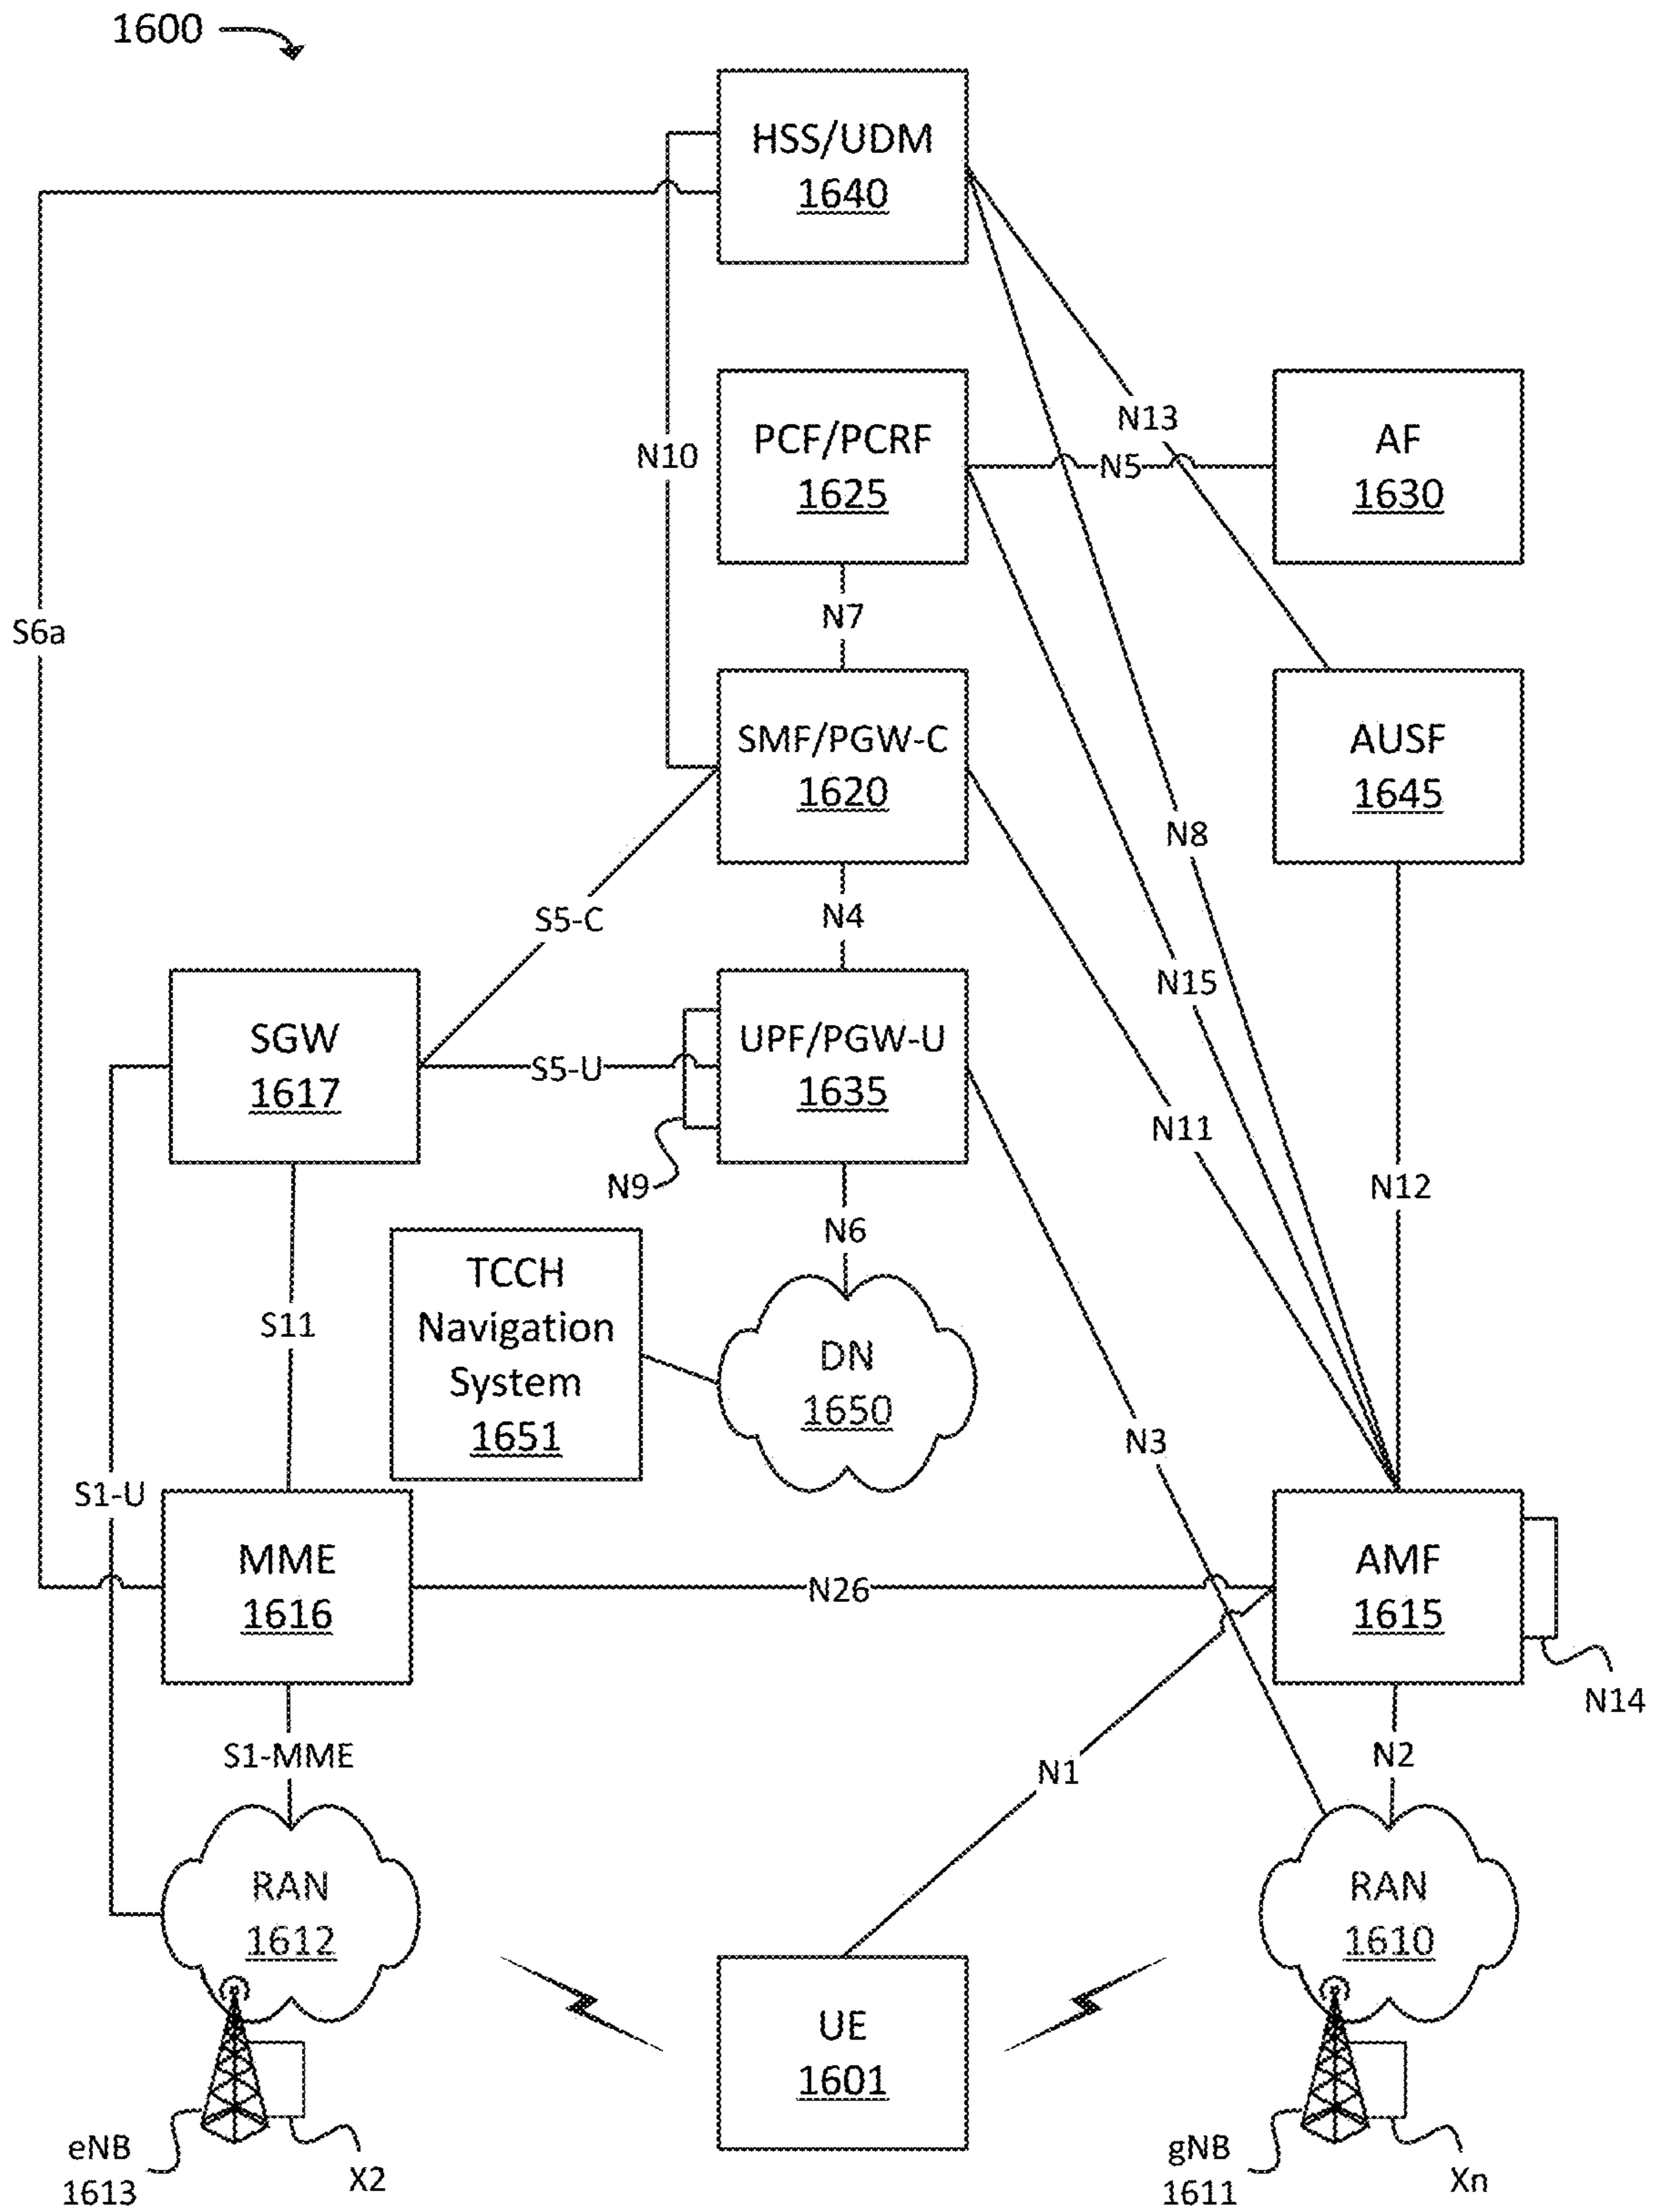 1600
HSS/UDM
1640
N13
PCF/PCRF
1625
AF
1630
N10
N5
S6a
N7
SMF/PGW-C
1620
AUSF
1645
N8
S5-C
N4
N15
SGW
1617
UPF/PGW-U
1635
S5-U
N11
N9
N12
N6
TCCH
Navigation
System
1651
S11
DN
1650
N3
S1-U
MME
1616
N26
AMF
1615
N14
S1-MME
N1
N2
RAN
1612
RAN
1610
UE
1601
eNB
1613
X2
gNB
1611
Xn